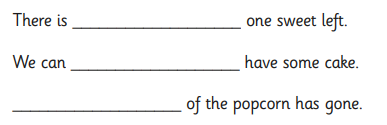 There is ____________________ one sweet left.
We can ____________________ have some cake.
____________________ of the popcorn has gone.